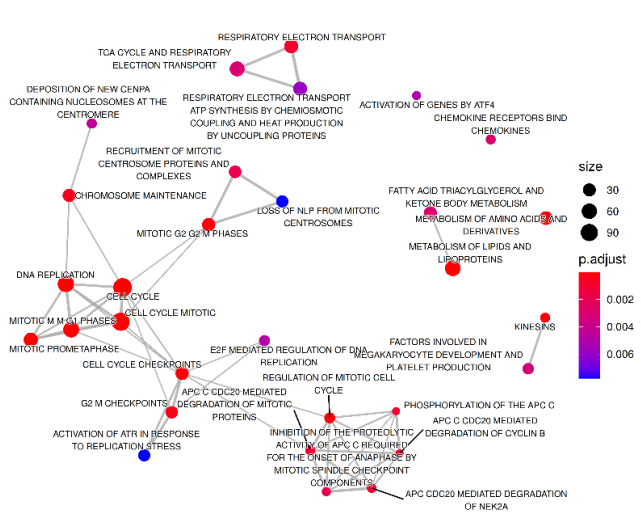 RESPIRATORY ELECTRON TRANSPORT
TCA CYCLE AND RESPIRATORY
ELECTRON TRANSPORT
RESPIRATORY ELECTRON TRANSPORT
ATP SYNTHESIS BY CHEMIOSMOTIC
COUPLING AND HEAT PRODUCTION
BY UNCOUPLING PROTEINS
DEPOSITION OF NEW CENPA
CONTAINING NUCLEOSOMES AT THE
CENTROMERE
ACTIVATION OF GENES BY ATF4
CHEMOKINE RECEPTORS BIND
CHEMOKINES
RECRUITMENT OF MITOTIC
CENTROSOME PROTEINS AND
COMPLEXES
CHROMOSOME MAINTENANCE
LOSS OF NLP FROM MITOTIC
CENTROSOMES
MITOTIC G2 G2 M PHASES
FATTY ACID TRIACYLGLYCEROL AND
KETONE BODY METABOLISM
METABOLISM OF AMINO ACIDS AND
DERIVATIVES
METABOLISM OF LIPIDS AND
LIPOPROTEINS
DNA REPLICATION
CELL CYCLE
CELL CYCLE MITOTIC
MITOTIC M M G1 PHASES
MITOTIC PROMETAPHASE
KINESINS
FACTORS INVOLVED IN
MEGAKARYOCYTE DEVELOPMENT AND
PLATELET PRODUCTION
E2F MEDIATED REGULATION OF DNA
REPLICATION
CELL CYCLE CHECKPOINTS
REGULATION OF MITOTIC CELL
CYCLE
APC C CDC20 MEDIATED
DEGRADATION OF MITOTIC
PROTEINS
G2 M CHECKPOINTS
PHOSPHORYLATION OF THE APC C
APC C CDC20 MEDIATED
DEGRADATION OF CYCLIN B
ACTIVATION OF ATR IN RESPONSE
TO REPLICATION STRESS
INHIBITION OF THE PROTEOLYTIC
ACTIVITY OF APC C REQUIRED
FOR THE ONSET OF ANAPHASE BY
MITOTIC SPINDLE CHECKPOINT
COMPONENTS
APC CDC20 MEDIATED DEGRADATION
OF NEK2A
size
30
60
90
p.adjust
0.002
0.004
0.006